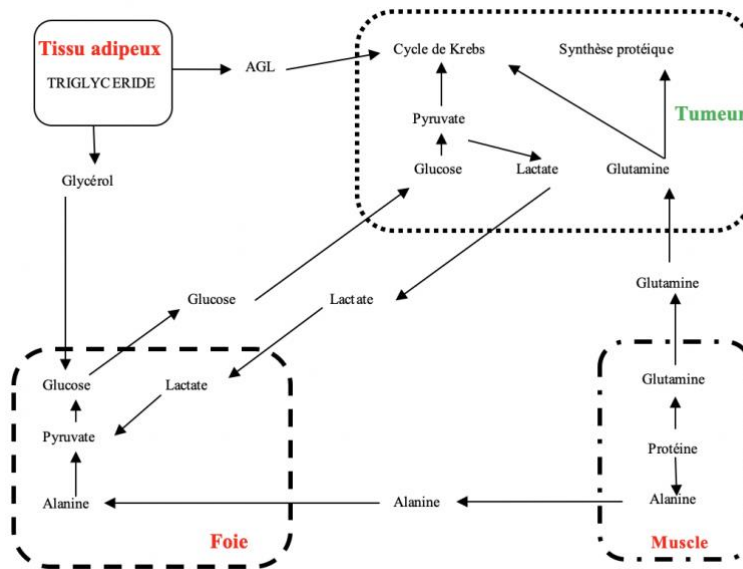 Tissu adipeux
TRIGLYCERIDE
AGL
Cycle de Krebs
Synthèse protéique
Pyruvate
Tumeur
Glucose
Lactate
Glutamine
Glycérol
Glucose
Lactate
Glutamine
Glucose
Lactate
Glutamine
Pyruvate
Protéine
Alanine
Alanine
Alanine
Foie
Muscle